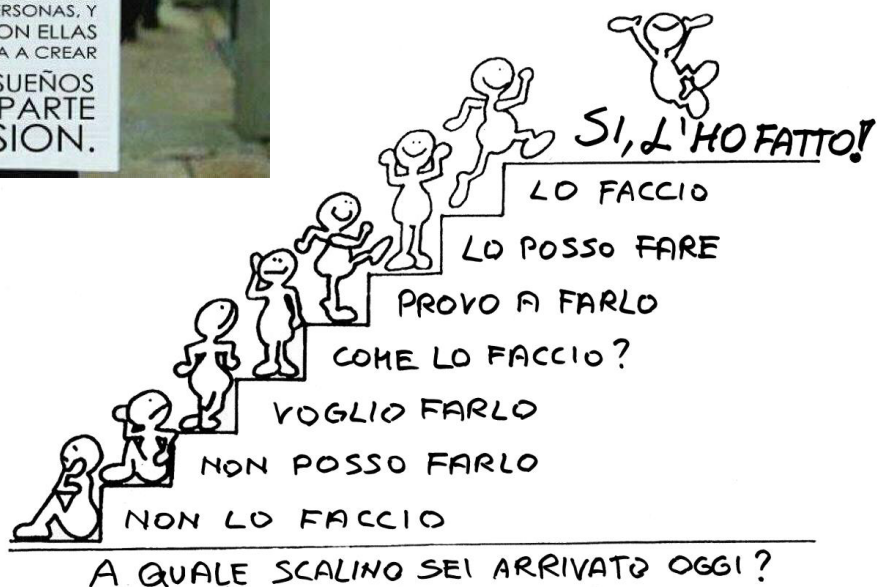 ERSONAS, Y
ON ELLAS
A A CREAR
SUEÑOS
PARTE
SION.
SI, L'HO FATTO!
LO FACCIO
LO POSSO FARE
PROVO A FARLO
COME LO FACCIO?
VOGLIO FARLO
NON POSSO FARLO
NON LO FACCIO
A QUALE SCALINO SEI ARRIVATO OGGI?